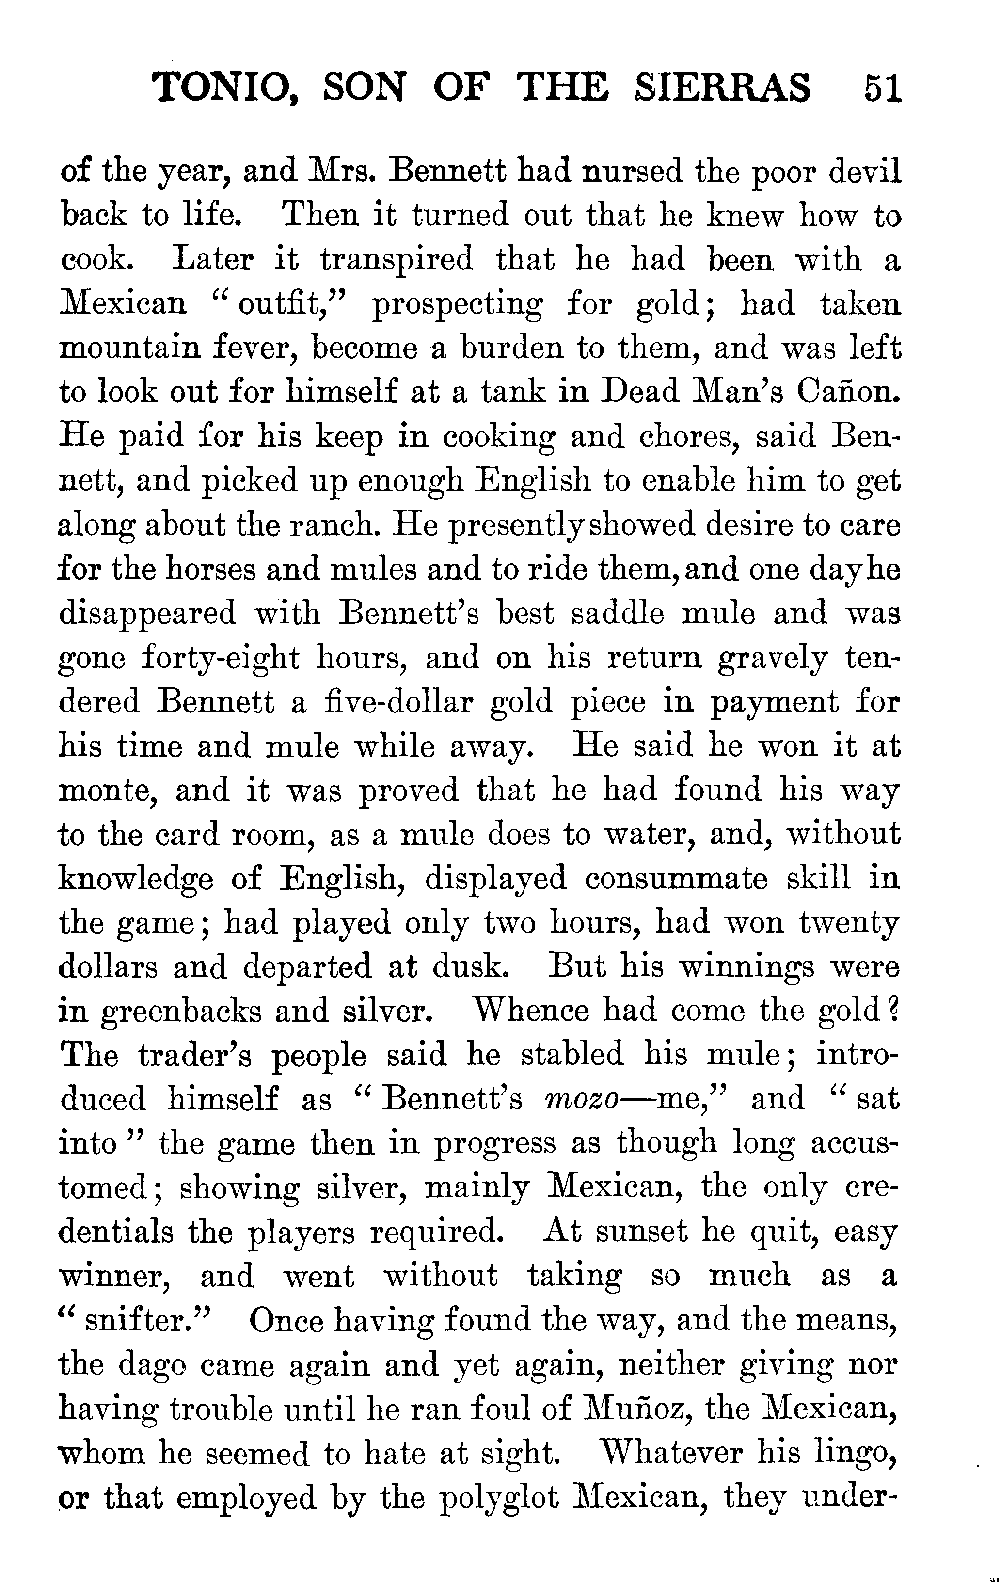 TONIO, SON OF THE SIERRAS 51
of the year, and Mrs. Bennett had nursed the poor devil
back to life. Then it turned out that he knew how to
cook. Later it transpired that he had been with a
Mexican “ outfit,” prospecting for gold; had taken
mountain fever, become a burden to them, and was left
to look out for himself at a tank in Dead Man’s Cañon.
He paid for his keep in cooking and chores, said Ben-
nett, and picked up enough English to enable him to get
along about the ranch. He presently showed desire to care
for the horses and mules and to ride them, and one day he
disappeared with Bennett’s best saddle mule and was
gone forty-eight hours, and on his return gravely ten-
dered Bennett a five-dollar gold piece in payment for
his time and mule while away. He said he won it at
monte, and it was proved that he had found his way
to the card room, as a mule does to water, and, without
knowledge of English, displayed consummate skill in
the game; had played only two hours, had won twenty
dollars and departed at dusk. But his winnings were
in greenbacks and silver. Whence had come the gold?
The trader’s people said he stabled his mule; intro-
duced himself as “ Bennett’s mozo—me,” and “ sat
into ” the game then in progress as though long accus-
tomed; showing silver, mainly Mexican, the only cre-
dentials the players required. At sunset he quit, easy
winner, and went without taking so much as a
“ snifter.” Once having found the way, and the means,
the dago came again and yet again, neither giving nor
having trouble until he ran foul of Muñoz, the Mexican,
whom he seemed to hate at sight. Whatever his lingo,
or that employed by the polyglot Mexican, they under-